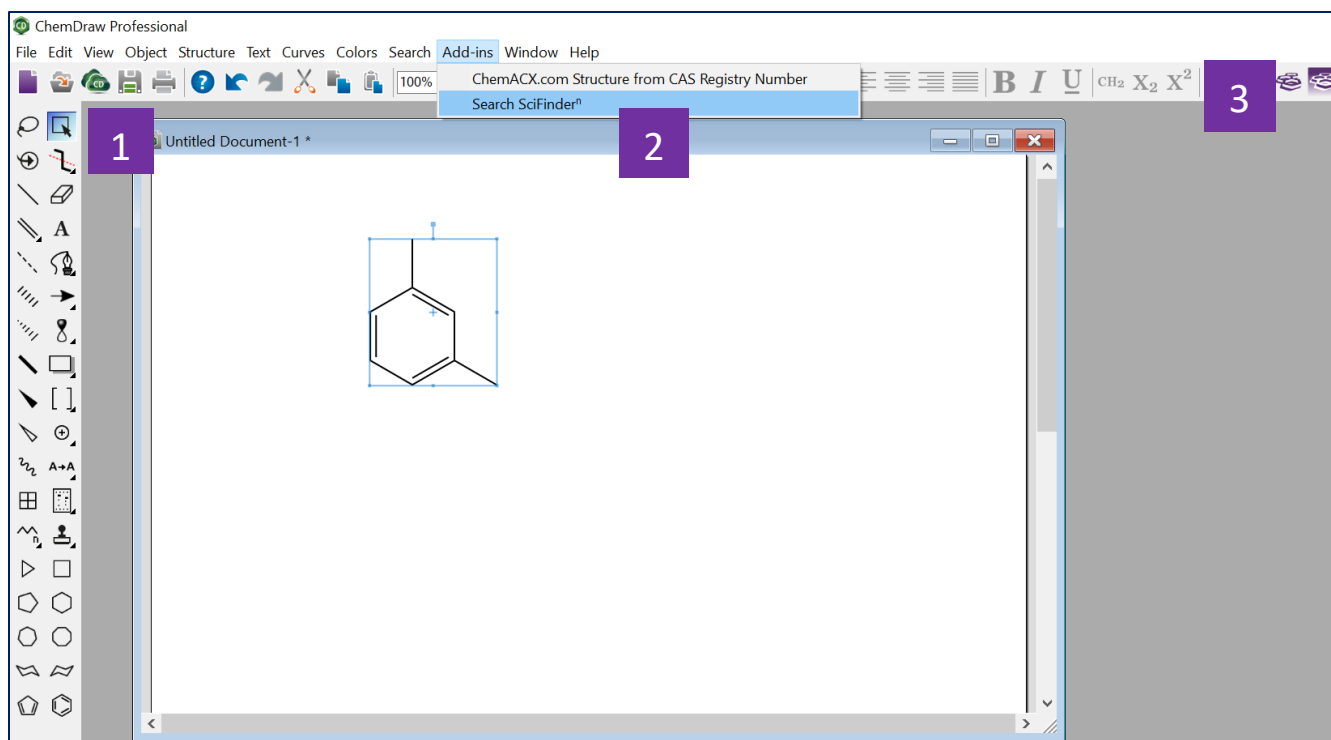 ChemDraw Professional
File Edit View Object Structure Text Curves Colors Search Add-ins Window Help
100%
ChemACX.com Structure from CAS Registry Number
B I U CH₂ X₂ X²
Search SciFinderⁿ
1
2
3
Untitled Document-1 *
A
A→A
n